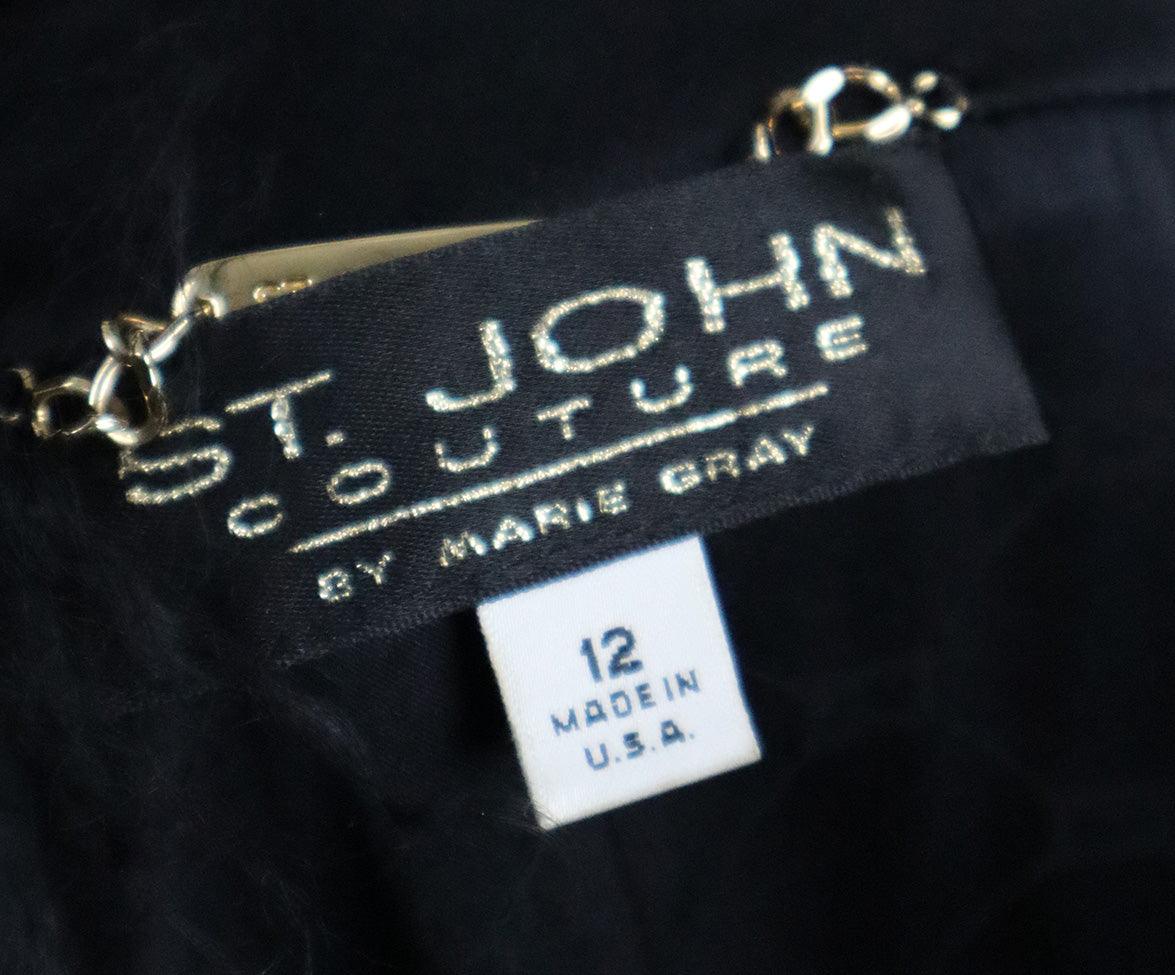 ST. JOHN
COUTURE
BY MARIE GRAY
12
MADE IN
U.S.A.